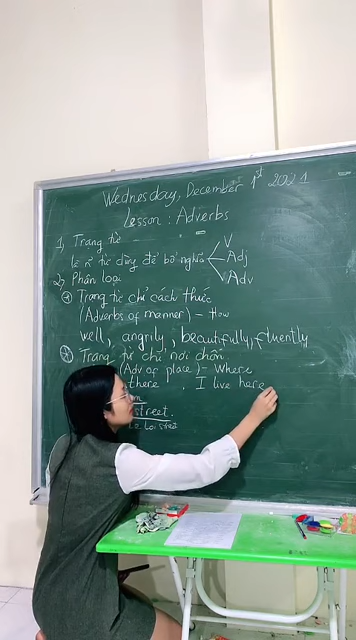 Wednesday, December 1st 2021
Lesson: Adverbs
1, Trạng từ
là từ dùng để bổ nghĩa V
Adj
Adv
2, Phân loại
Trạng từ chỉ cách thức
(Adverbs of manner) - How
well, angrily, beautifully, fluently
Trạng từ chỉ nơi chốn
(Adv of place) - Where
there , I live here
street.